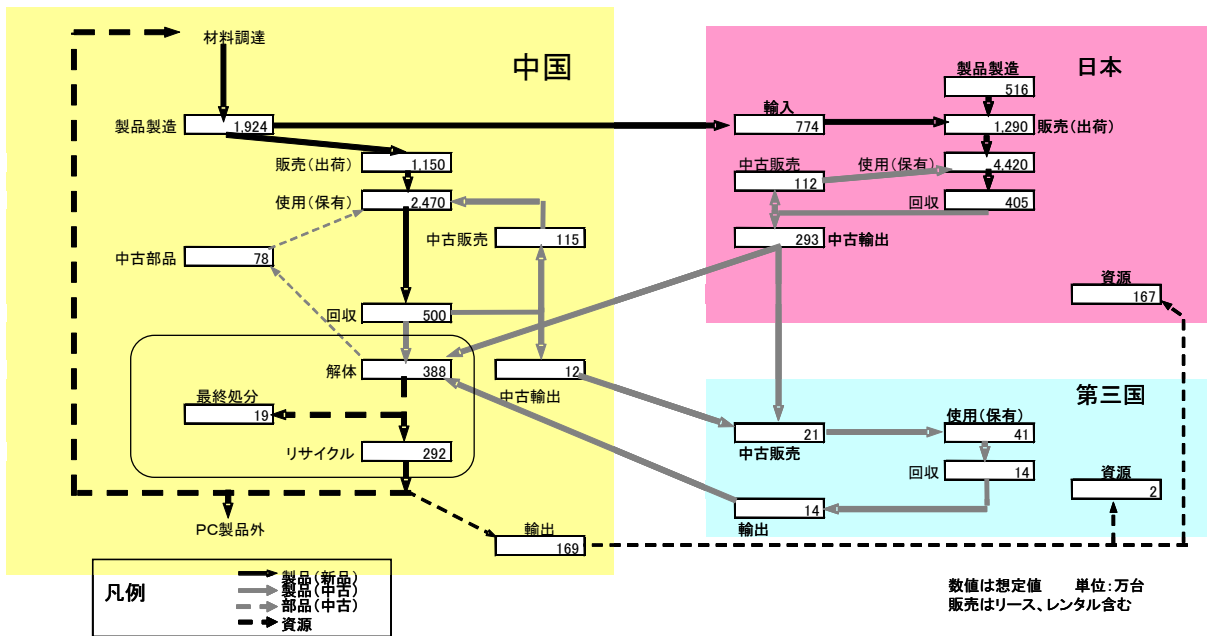 材料調達
中国
製品製造
1,924
販売(出荷)
1,150
使用(保有)
2,470
中古部品
78
中古販売
115
回収
500
解体
388
12
中古輸出
最終処分
19
リサイクル
292
PC製品外
輸出
169
日本
製品製造
516
輸入
774
1,290
販売(出荷)
中古販売
112
使用(保有)
4,420
回収
405
293
中古輸出
資源
167
第三国
21
中古販売
使用(保有)
41
回収
14
資源
2
14
輸出
凡例
製品(新品)
製品(中古)
部品(中古)
資源
数値は想定値 単位:万台
販売はリース、レンタル含む